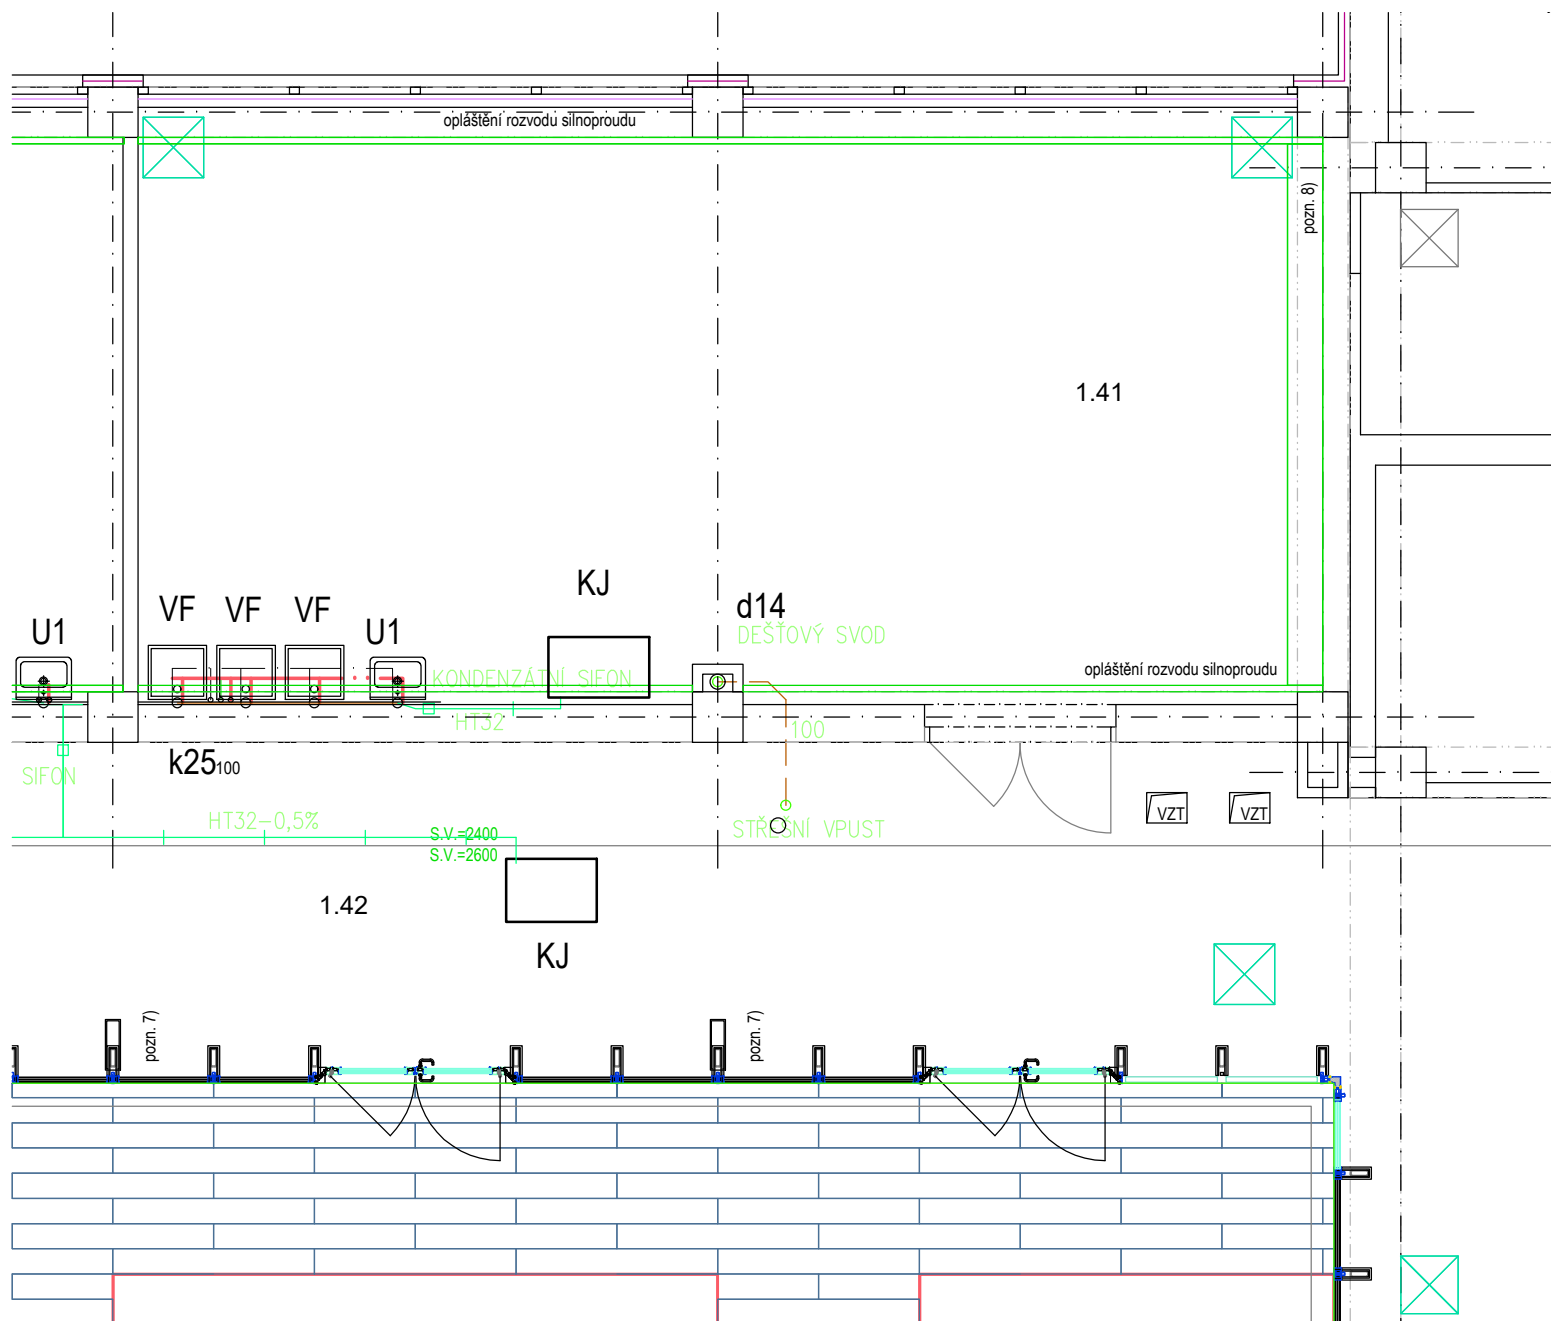 opláštění rozvodu silnoproudu
pozn. 8)
1.41
KJ
VF
VF
VF
d14
U1
U1
DEŠŤOVÝ SVOD
opláštění rozvodu silnoproudu
KONDENZÁTNÍ SIFON
HT32
100
k25100
SIFON
VZT
VZT
HT32-0,5%
STŘEŠNÍ VPUST
S.V.=2400
S.V.=2600
1.42
KJ
pozn. 7)
pozn. 7)